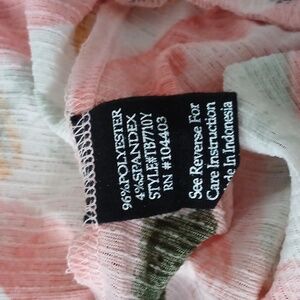 96%POLYESTER
4%SPANDEX
STYLE#TB7710Y
RN #104403
See Reverse For
Care Instruction
de In Indonesia